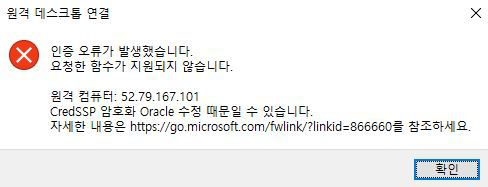 원격 데스크톱 연결
인증 오류가 발생했습니다.
요청한 함수가 지원되지 않습니다.
원격 컴퓨터: 52.79.167.101
CredSSP 암호화 Oracle 수정 때문일 수 있습니다.
자세한 내용은 https://go.microsoft.com/fwlink/?linkid=866660를 참조하세요.
확인